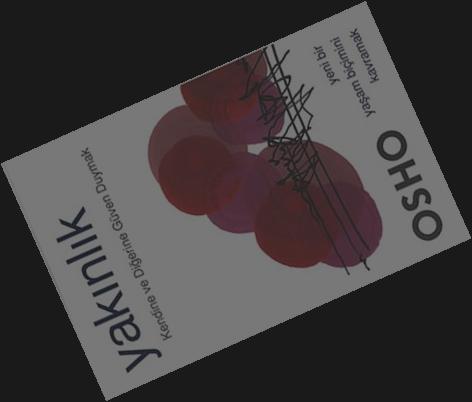 OSHO
yeni bir
yaşam biçimini
kavramak
yakınlık
Kendine ve Diğerine Güven Duymak